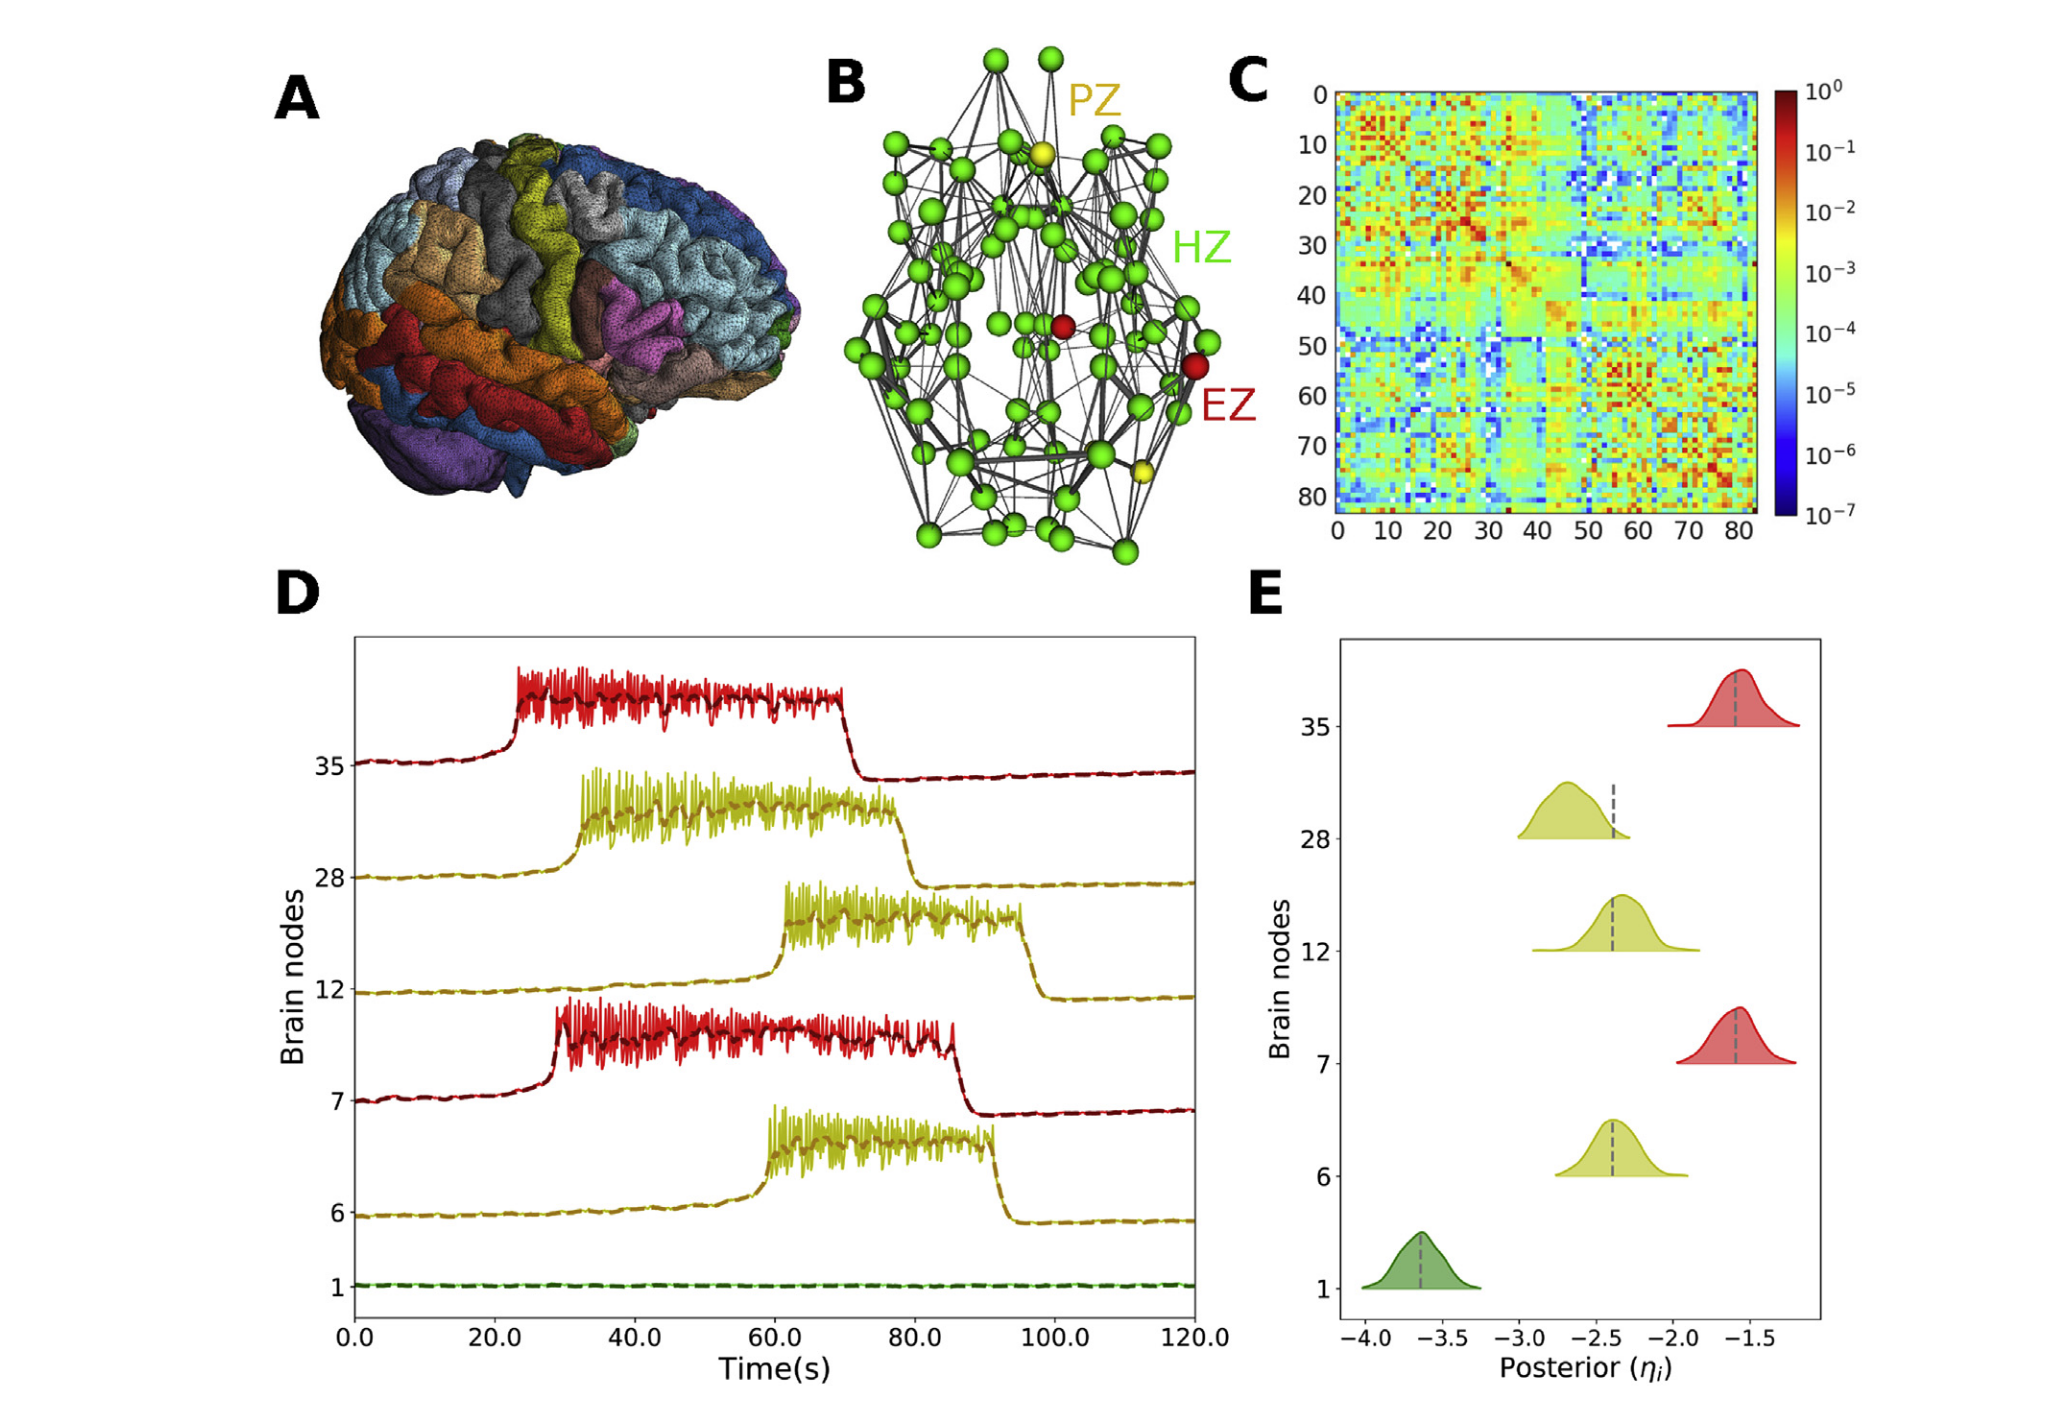 A
B
PZ
HZ
EZ
C
0
10
20
30
40
50
60
70
80
0 10 20 30 40 50 60 70 80
10⁰
10⁻¹
10⁻²
10⁻³
10⁻⁴
10⁻⁵
10⁻⁶
10⁻⁷
D
Brain nodes
35
28
12
7
6
1
0.0 20.0 40.0 60.0 80.0 100.0 120.0
Time(s)
E
Brain nodes
35
28
12
7
6
1
−4.0 −3.5 −3.0 −2.5 −2.0 −1.5
Posterior (ηᵢ)